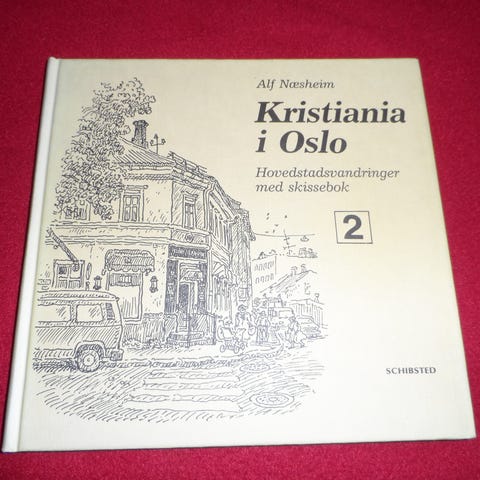 Alf Næsheim
Kristiania
i Oslo
Hovedstadsvandringer
med skissebok
2
SCHIBSTED